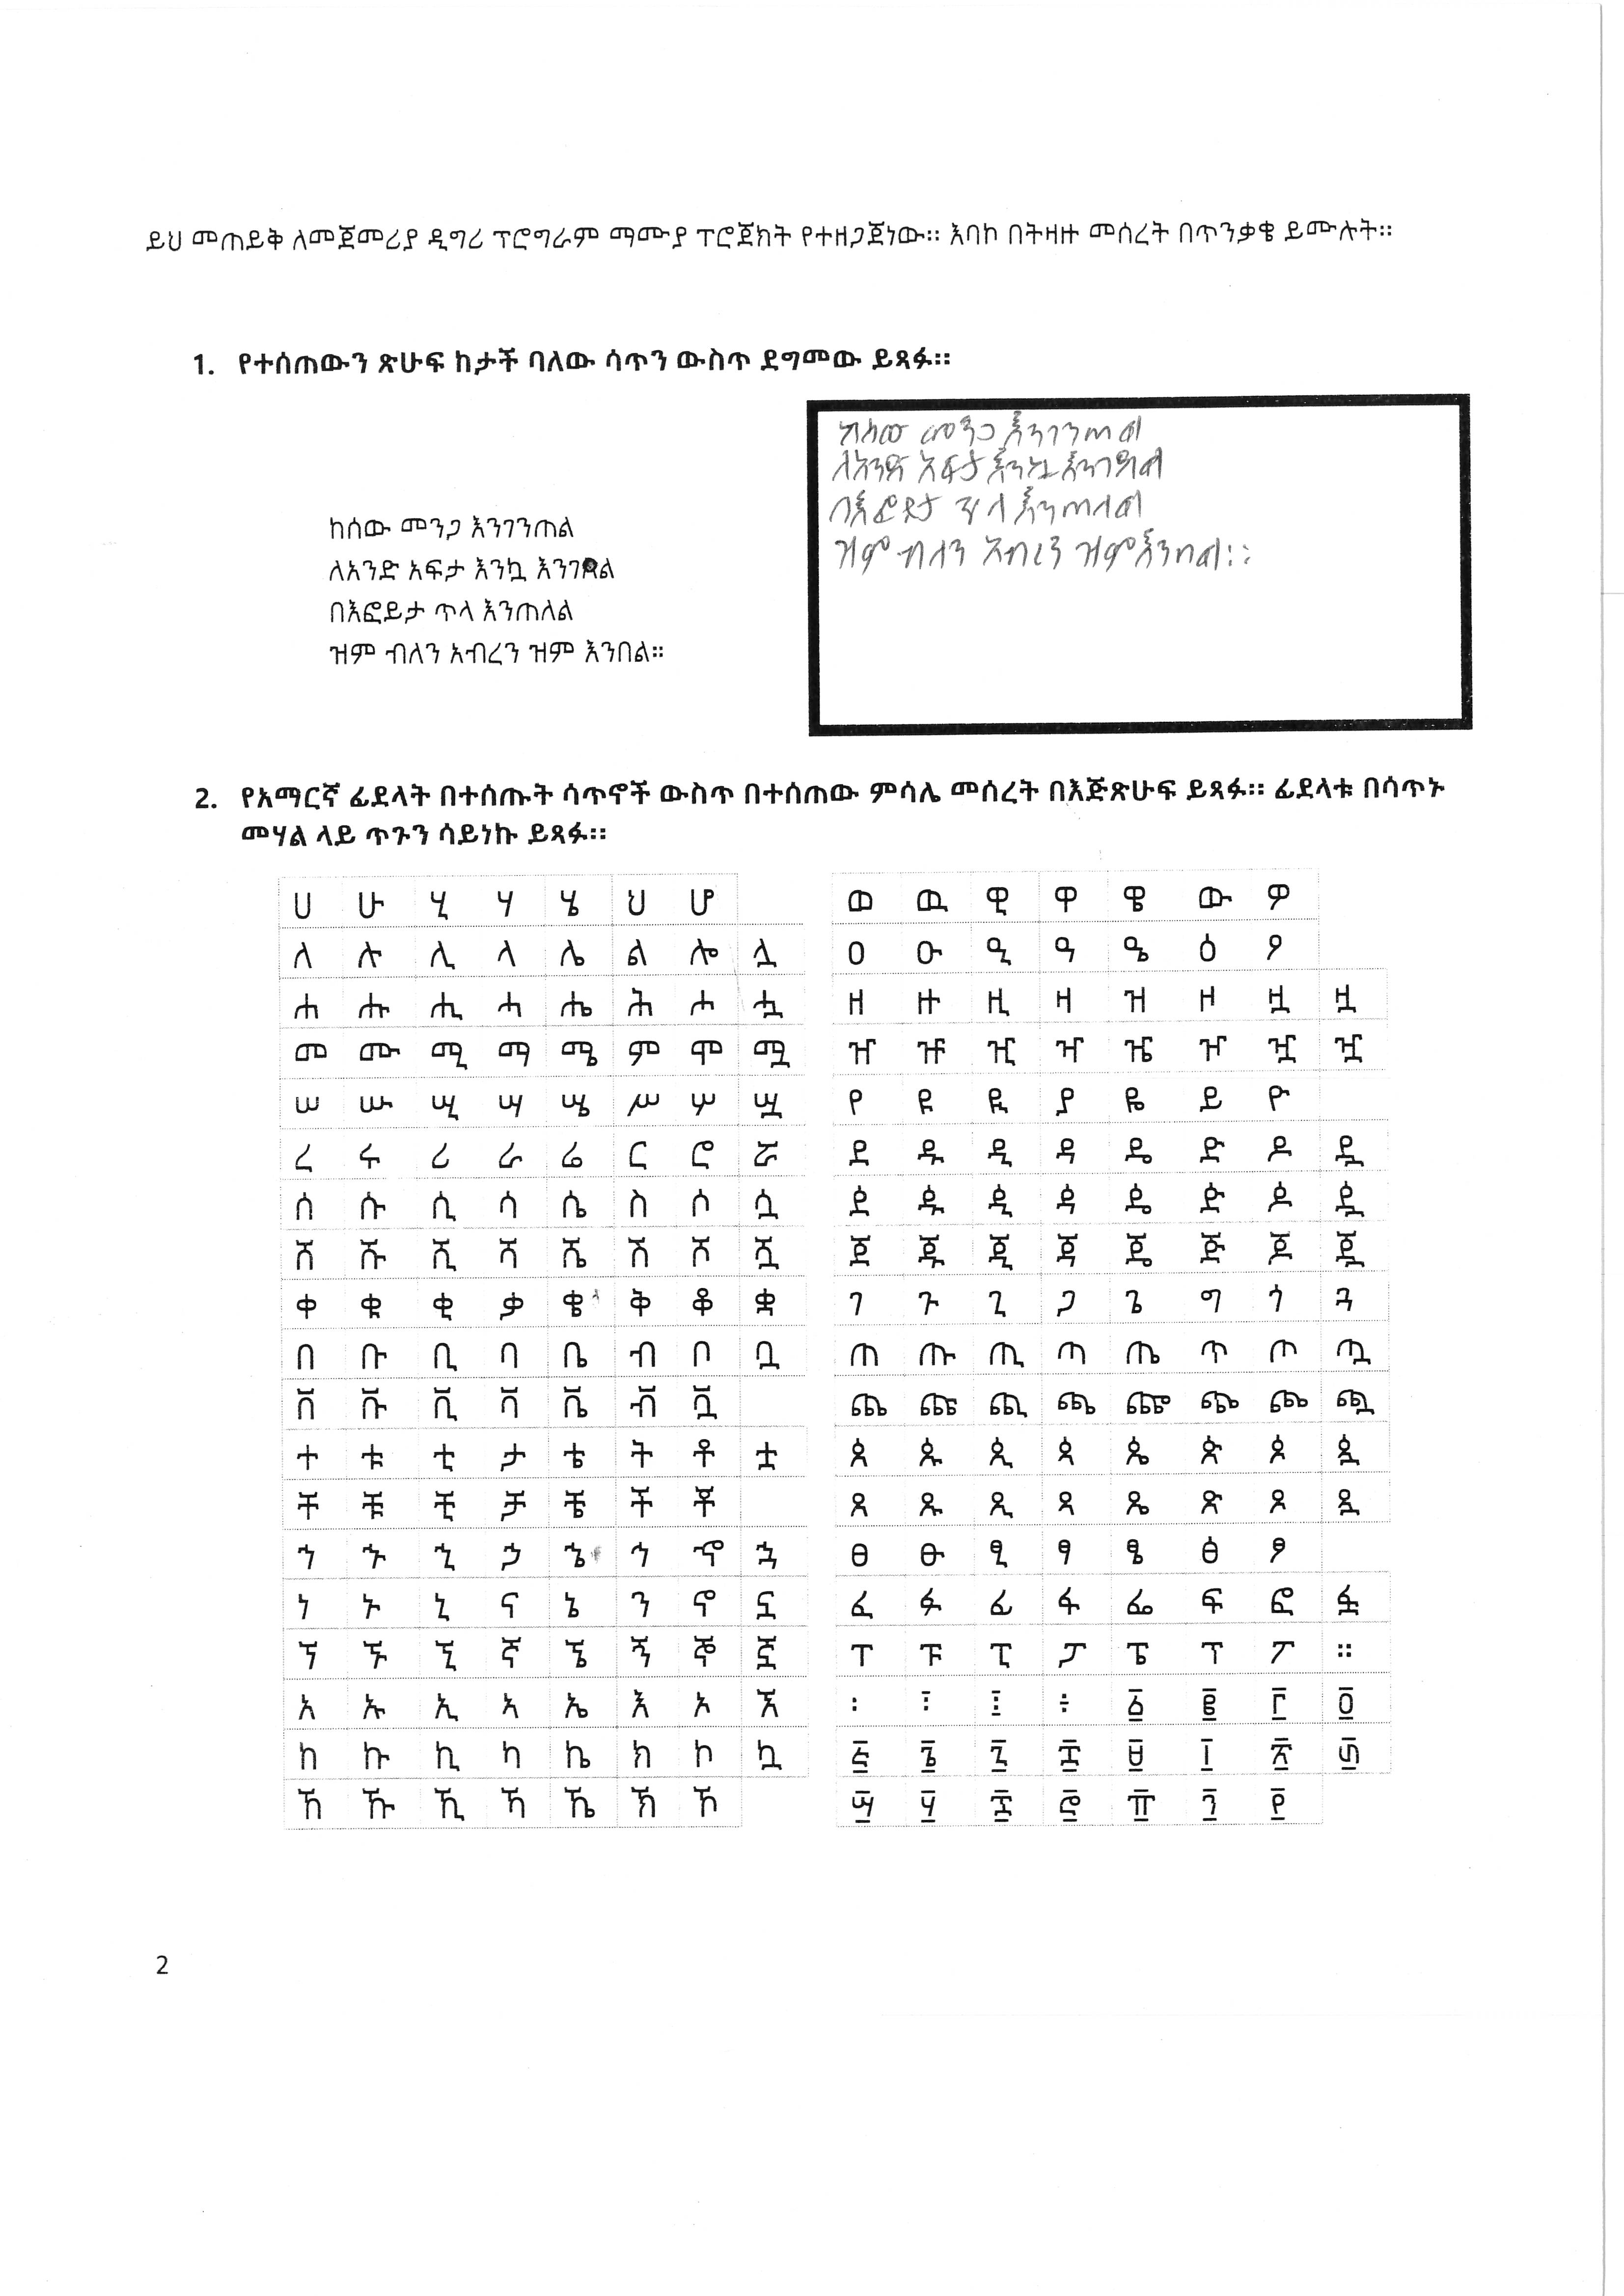 ይህ መጠይቅ ለመጀመሪያ ዲግሪ ፕሮግራም ማሙያ ፕሮጀክት የተዘጋጀነው። እባክ በትዛዙ መሰረት በጥንቃቄ ይሙሉት።
1. የተሰጠውን ጽሁፍ ከታች ባለው ሳጥን ውስጥ ደግመው ይጻፉ።
ከሰው መንጋ እንገንጠል
ለአንድ አፍታ እንኳ እንገለል
በእፎይታ ጥላ እንጠለል
ዝም ብለን አብረን ዝም እንበል።
ከሰው መንጋ እንገንጠል
ለአንድ አፍታ እንኳ እንገለል
በእፎይታ ጥላ እንጠለል
ዝም ብለን አብረን ዝም እንበል።
2. የአማርኛ ፊደላት በተሰጡት ሳጥኖች ውስጥ በተሰጠው ምሳሌ መሰረት በእጅጽሁፍ ይጻፉ። ፊደላቱ በሳጥኑ
መሃል ላይ ጥጉን ሳይነኩ ይጻፉ።
ሀ ሁ ሂ ሃ ሄ ህ ሆ
ለ ሉ ሊ ላ ሌ ል ሎ ሏ
ሐ ሑ ሒ ሓ ሔ ሕ ሖ ሗ
መ ሙ ሚ ማ ሜ ም ሞ ሟ
ሠ ሡ ሢ ሣ ሤ ሥ ሦ ሧ
ረ ሩ ሪ ራ ሬ ር ሮ ሯ
ሰ ሱ ሲ ሳ ሴ ስ ሶ ሷ
ሸ ሹ ሺ ሻ ሼ ሽ ሾ ሿ
ቀ ቁ ቂ ቃ ቄ ቅ ቆ ቋ
በ ቡ ቢ ባ ቤ ብ ቦ ቧ
ቨ ቩ ቪ ቫ ቬ ቭ ቯ
ተ ቱ ቲ ታ ቴ ት ቶ ቷ
ቸ ቹ ቺ ቻ ቼ ች ቾ
ኀ ኁ ኂ ኃ ኄ ኅ ኆ ኋ
ነ ኑ ኒ ና ኔ ን ኖ ኗ
ኘ ኙ ኚ ኛ ኜ ኝ ኞ ኟ
አ ኡ ኢ ኣ ኤ እ ኦ ኧ
ከ ኩ ኪ ካ ኬ ክ ኮ ኳ
ኸ ኹ ኺ ኻ ኼ ኽ ኸ
ወ ዉ ዊ ዋ ዌ ው ዎ
ዐ ዑ ዒ ዓ ዔ ዕ ዖ
ዘ ዙ ዚ ዛ ዝ ዞ ዟ ዟ
ዠ ዡ ዢ ዣ ዤ ዣ ዧ ዧ
የ ዩ ዪ ያ ዬ ይ ዮ
ደ ዱ ዲ ዳ ዴ ድ ዶ ዷ
ዸ ዹ ዺ ዻ ዼ ዽ ዾ ዿ
ጀ ጁ ጂ ጃ ጄ ጅ ጆ ጇ
ገ ጉ ጊ ጋ ጌ ግ ጎ ጓ
ጠ ጡ ጢ ጣ ጤ ጥ ጦ ጧ
ጨ ጩ ጪ ጫ ጬ ጭ ጮ ጯ
ጰ ጱ ጲ ጳ ጴ ጵ ጶ ጷ
ጸ ጹ ጺ ጻ ጼ ጽ ጾ ጿ
ፀ ፁ ፂ ፃ ፄ ፅ ፆ
ፈ ፉ ፊ ፋ ፌ ፍ ፎ ፏ
ፐ ፑ ፒ ፓ ፔ ፕ ፖ ።
፡ ፣ ፤ ÷ ፩ ፪ ፫ ፬
፭ ፮ ፯ ፰ ፱ ፲ ፳ ፴
፵ ፶ ፷ ፸ ፹ ፺ ፻
2